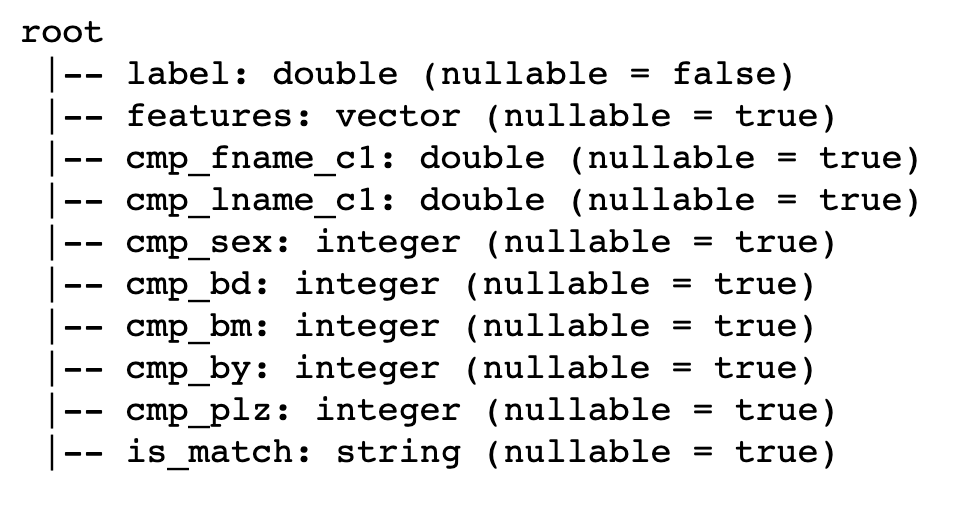 root
 |-- label: double (nullable = false)
 |-- features: vector (nullable = true)
 |-- cmp_fname_c1: double (nullable = true)
 |-- cmp_lname_c1: double (nullable = true)
 |-- cmp_sex: integer (nullable = true)
 |-- cmp_bd: integer (nullable = true)
 |-- cmp_bm: integer (nullable = true)
 |-- cmp_by: integer (nullable = true)
 |-- cmp_plz: integer (nullable = true)
 |-- is_match: string (nullable = true)